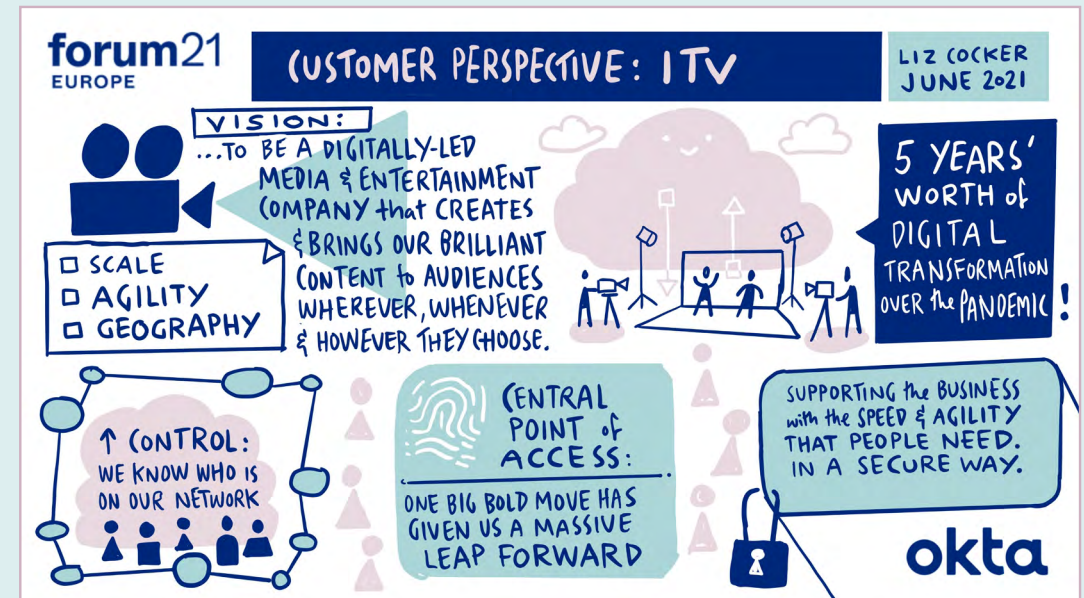 forum21
EUROPE
CUSTOMER PERSPECTIVE: ITV
LIZ COCKER
JUNE 2021
VISION:
...TO BE A DIGITALLY-LED
MEDIA & ENTERTAINMENT
COMPANY that CREATES
& BRINGS OUR BRILLIANT
CONTENT to AUDIENCES
WHEREVER, WHENEVER
& HOWEVER THEY CHOOSE.
SCALE
AGILITY
GEOGRAPHY
5 YEARS'
WORTH of
DIGITAL
TRANSFORMATION
OVER the PANDEMIC!
↑ CONTROL:
WE KNOW WHO IS
ON OUR NETWORK
CENTRAL
POINT of
ACCESS:
ONE BIG BOLD MOVE HAS
GIVEN US A MASSIVE
LEAP FORWARD
SUPPORTING the BUSINESS
with the SPEED & AGILITY
THAT PEOPLE NEED.
IN A SECURE WAY.
okta